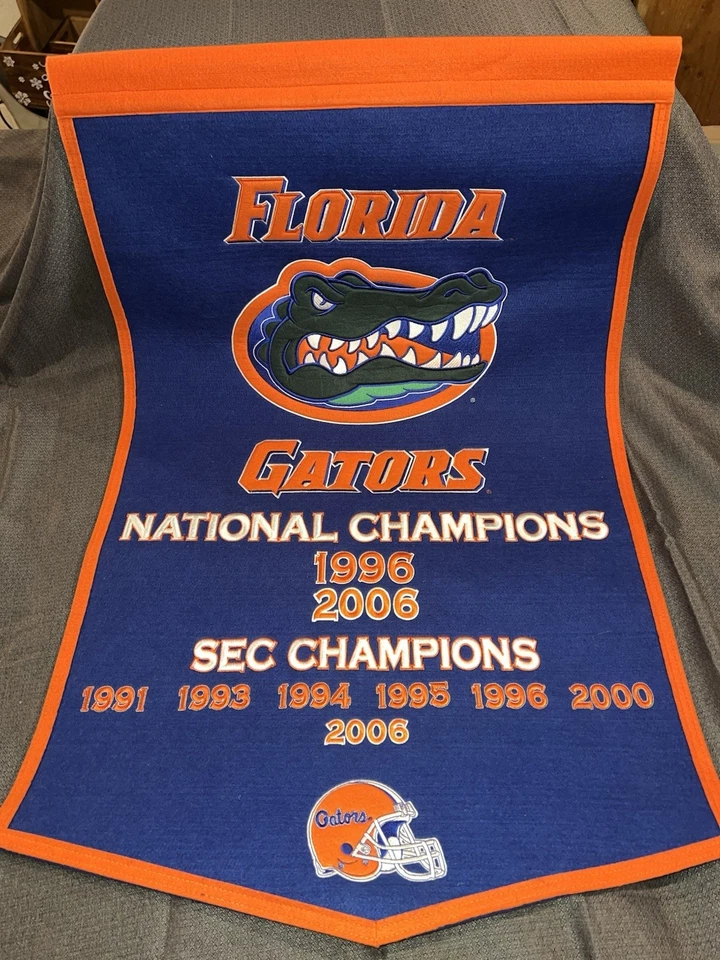 FLORIDA
GATORS
NATIONAL CHAMPIONS
1996
2006
SEC CHAMPIONS
1991 1993 1994 1995 1996 2000
2006
Gators